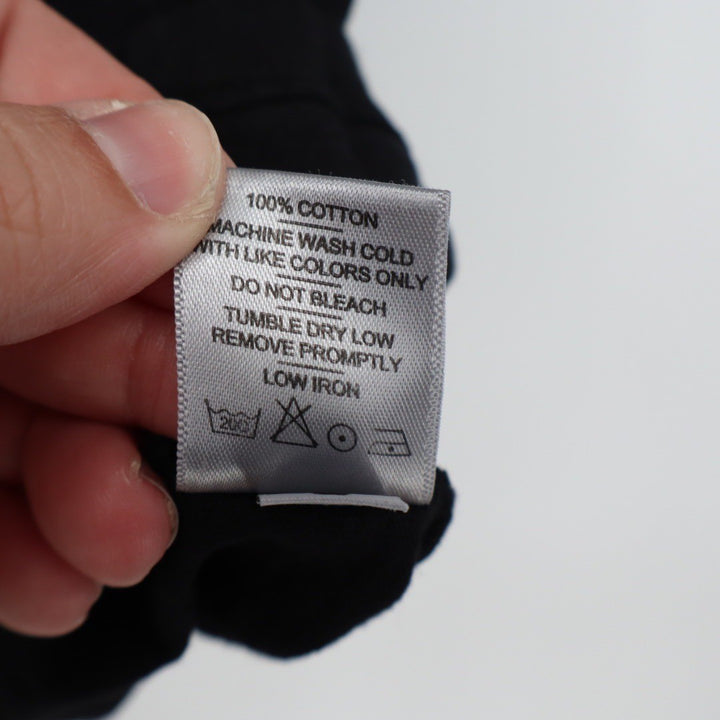 100% COTTON
MACHINE WASH COLD
WITH LIKE COLORS ONLY
DO NOT BLEACH
TUMBLE DRY LOW
REMOVE PROMPTLY
LOW IRON
20C